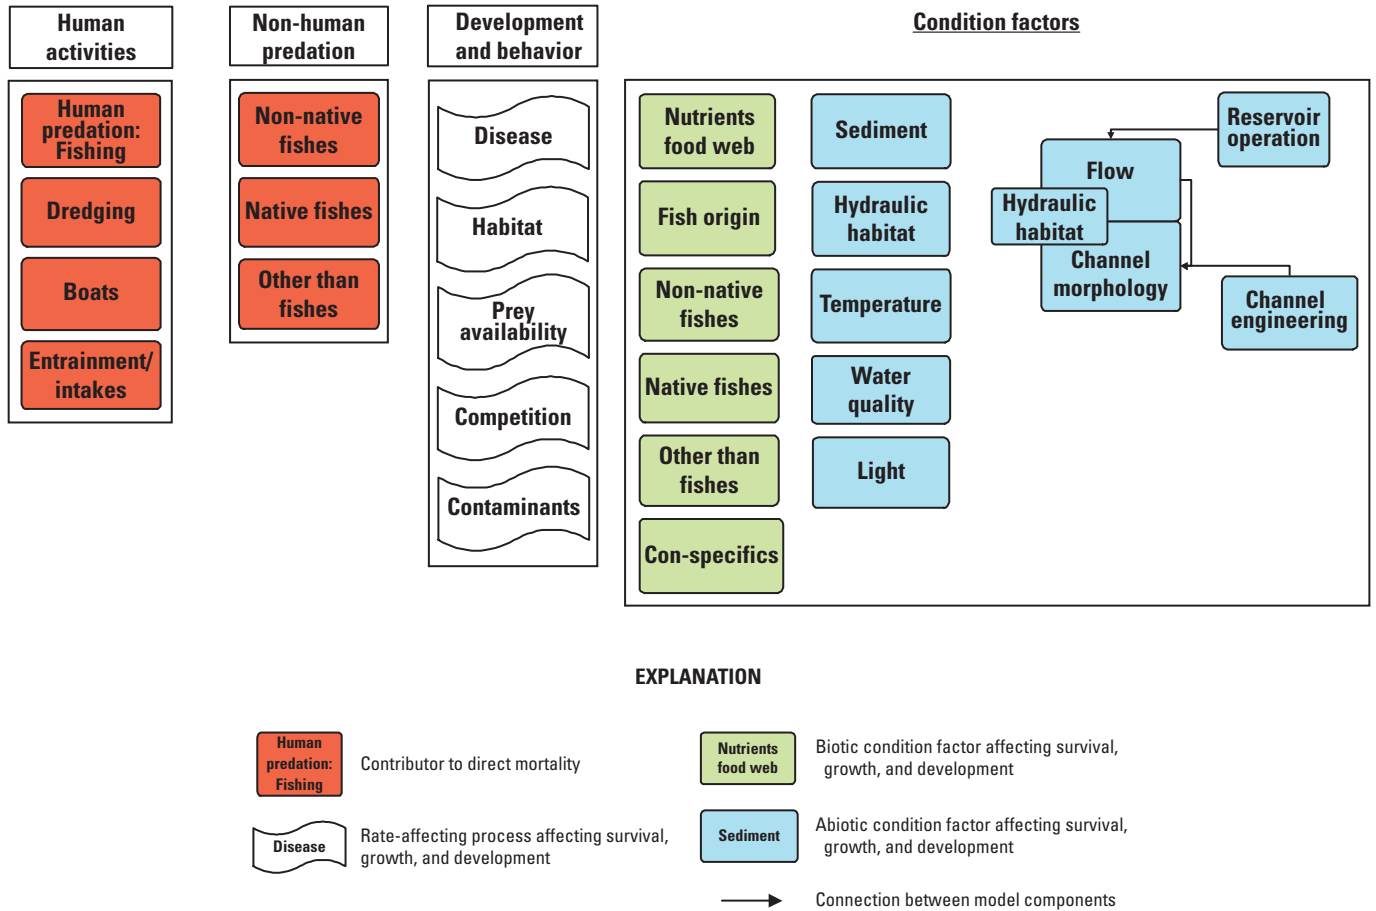 Human
activities
Non-human
predation
Development
and behavior
Condition factors
Human
predation:
Fishing
Dredging
Boats
Entrainment/
intakes
Non-native
fishes
Native fishes
Other than
fishes
Disease
Habitat
Prey
availability
Competition
Contaminants
Nutrients
food web
Fish origin
Non-native
fishes
Native fishes
Other than
fishes
Con-specifics
Sediment
Hydraulic
habitat
Temperature
Water
quality
Light
Reservoir
operation
Flow
Hydraulic
habitat
Channel
morphology
Channel
engineering
EXPLANATION
Human
predation:
Fishing
Contributor to direct mortality
Disease
Rate-affecting process affecting survival,
growth, and development
Nutrients
food web
Biotic condition factor affecting survival,
growth, and development
Sediment
Abiotic condition factor affecting survival,
growth, and development
Connection between model components